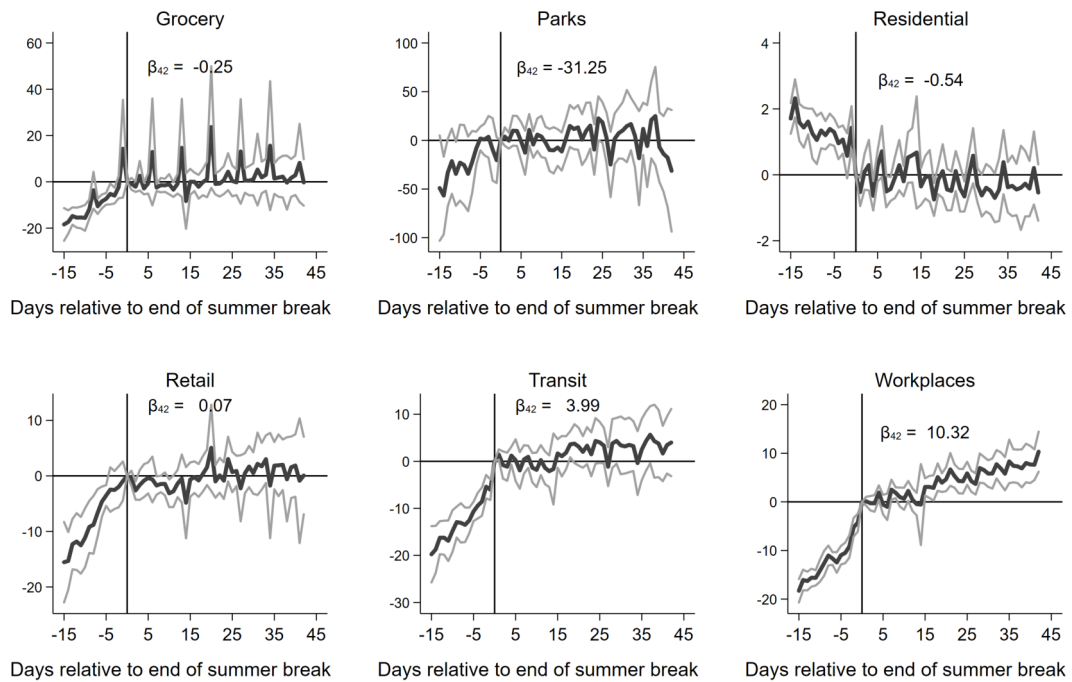 Grocery
60
40
20
0
-20
β₄₂ = -0.25
-15 -5 5 15 25 35 45
Days relative to end of summer break
Parks
100
50
0
-50
-100
β₄₂ = -31.25
-15 -5 5 15 25 35 45
Days relative to end of summer break
Residential
4
2
0
-2
β₄₂ = -0.54
-15 -5 5 15 25 35 45
Days relative to end of summer break
Retail
10
0
-10
-20
β₄₂ = 0.07
-15 -5 5 15 25 35 45
Days relative to end of summer break
Transit
10
0
-10
-20
-30
β₄₂ = 3.99
-15 -5 5 15 25 35 45
Days relative to end of summer break
Workplaces
20
10
0
-10
-20
β₄₂ = 10.32
-15 -5 5 15 25 35 45
Days relative to end of summer break